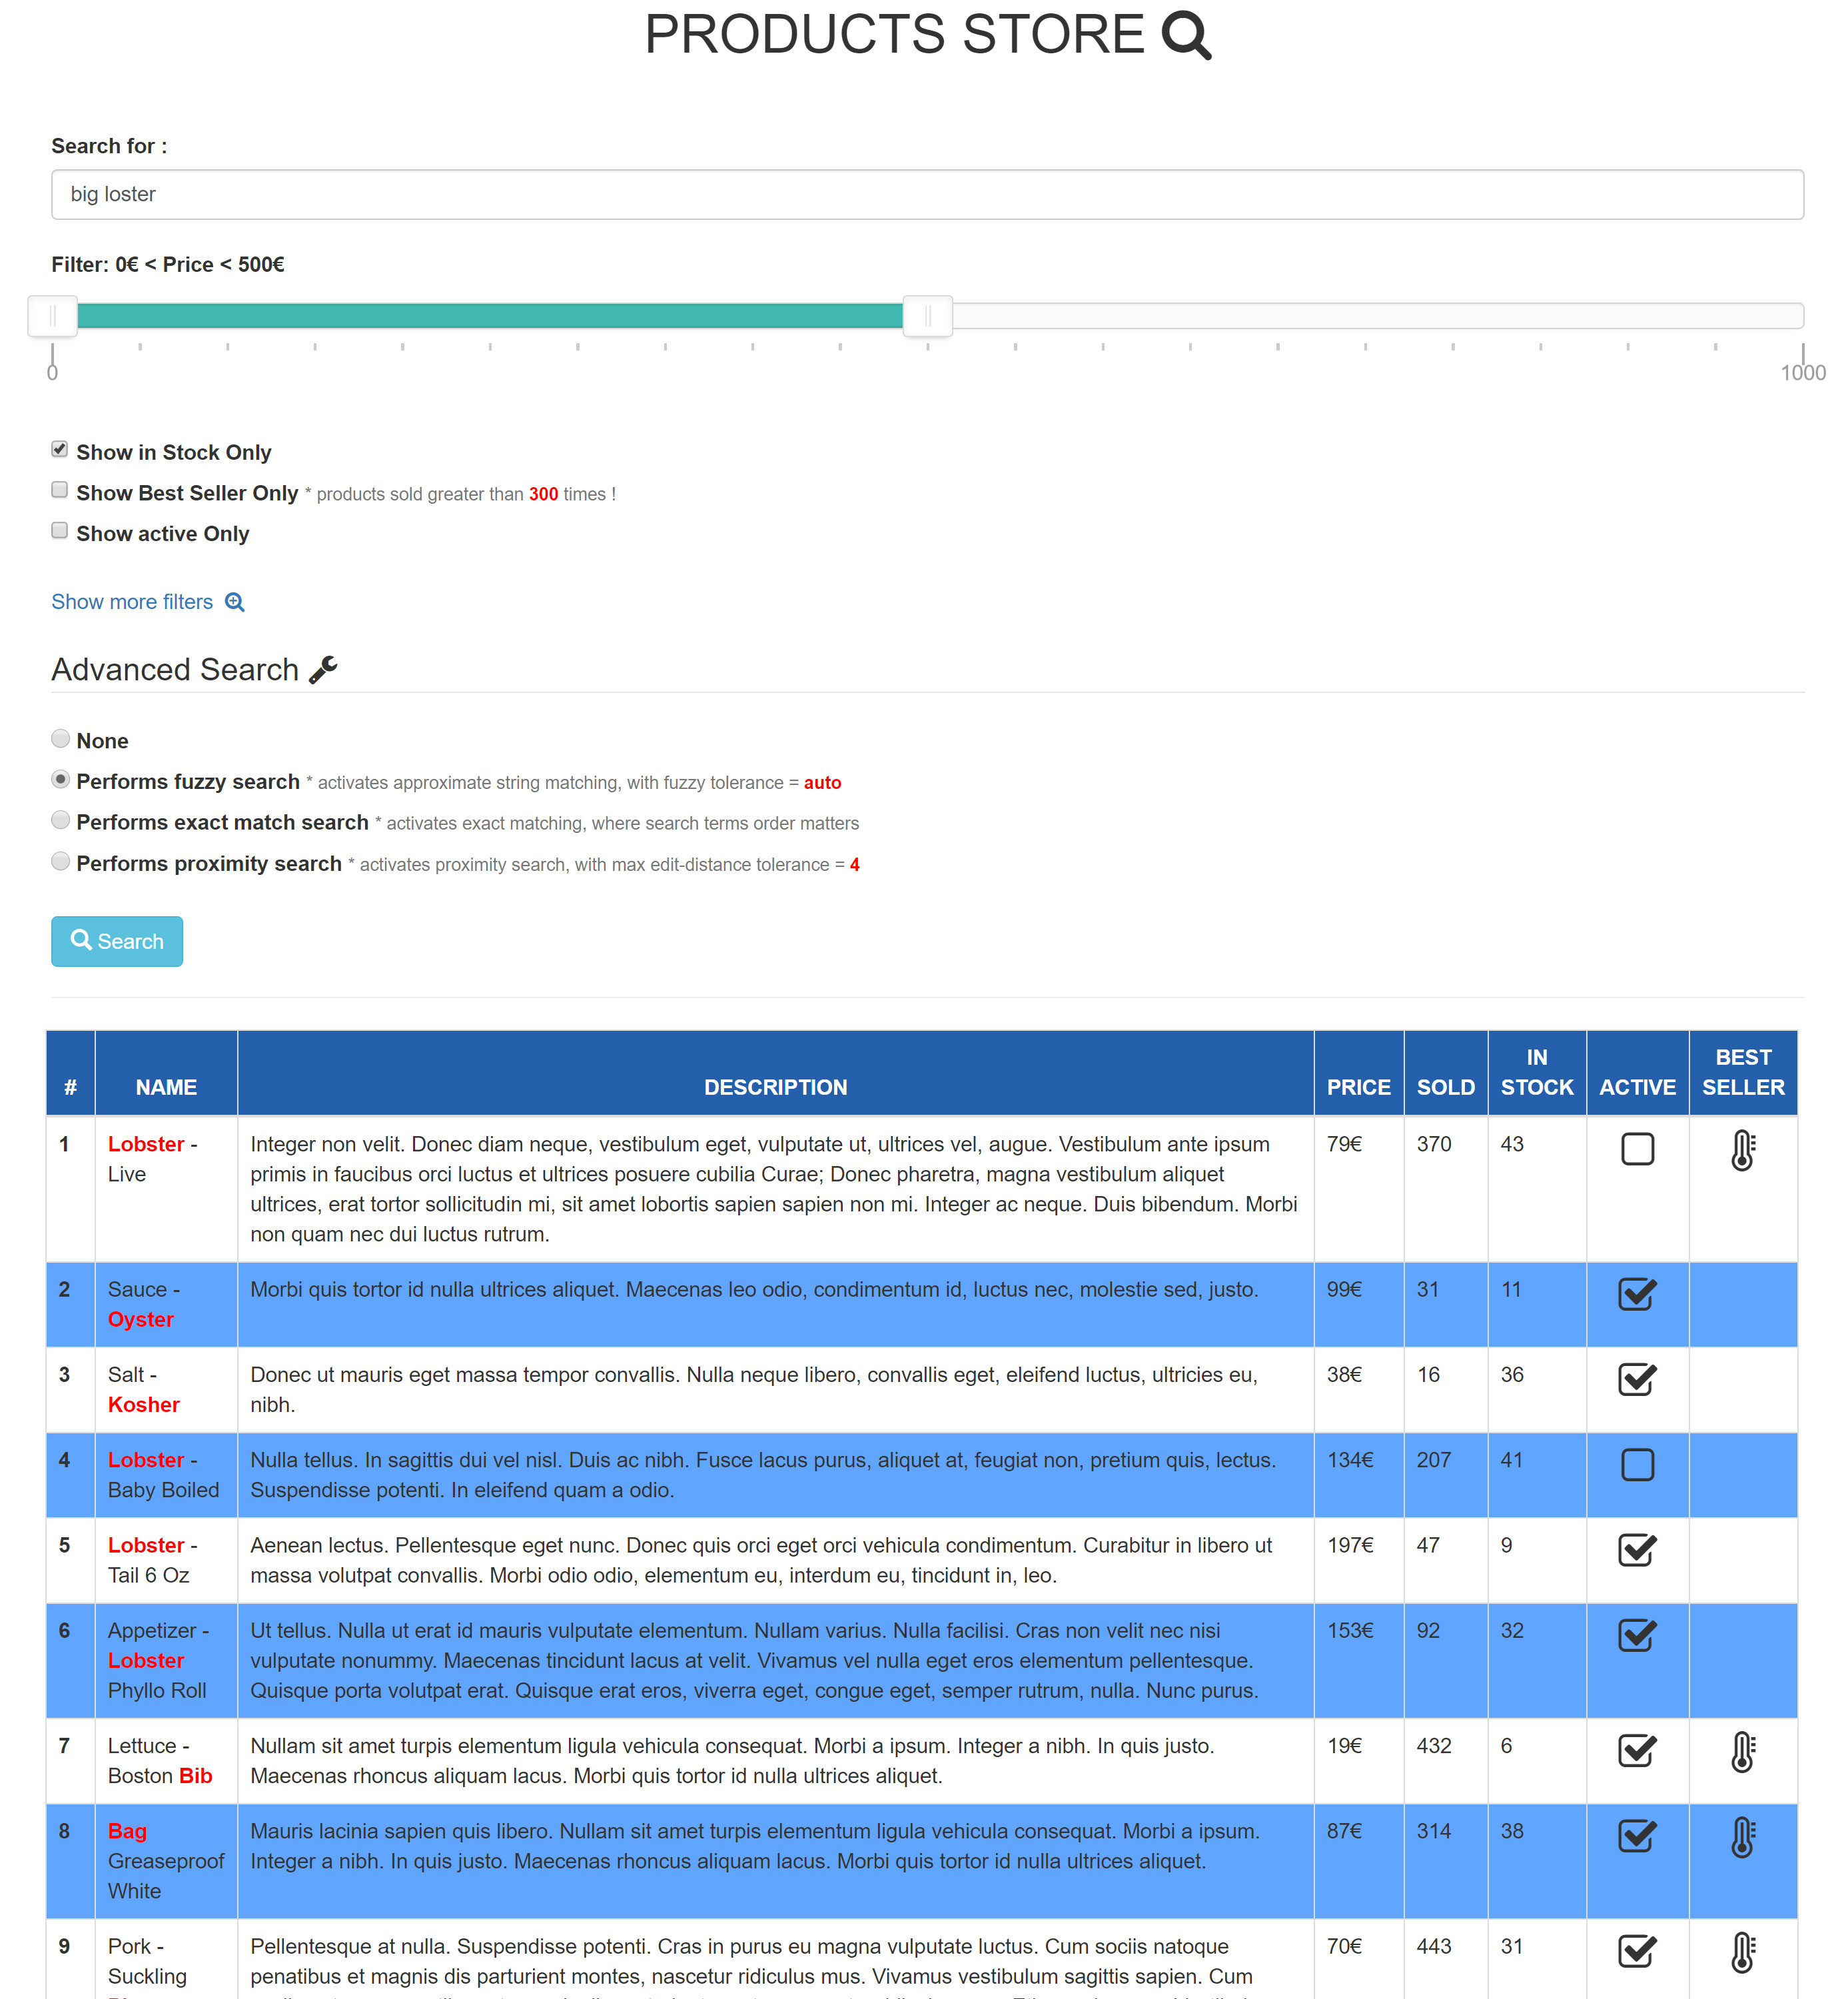 PRODUCTS STORE
Search for :
big loster
Filter: 0€ < Price < 500€
0
1000
Show in Stock Only
Show Best Seller Only * products sold greater than 300 times !
Show active Only
Show more filters
Advanced Search
None
Performs fuzzy search * activates approximate string matching, with fuzzy tolerance = auto
Performs exact match search * activates exact matching, where search terms order matters
Performs proximity search * activates proximity search, with max edit-distance tolerance = 4
Search
# NAME DESCRIPTION PRICE SOLD IN STOCK ACTIVE BEST SELLER
1 Lobster - Integer non velit. Donec diam neque, vestibulum eget, vulputate ut, ultrices vel, augue. Vestibulum ante ipsum 79€ 370 43
Live primis in faucibus orci luctus et ultrices posuere cubilia Curae; Donec pharetra, magna vestibulum aliquet
ultrices, erat tortor sollicitudin mi, sit amet lobortis sapien sapien non mi. Integer ac neque. Duis bibendum. Morbi
non quam nec dui luctus rutrum.
2 Sauce - Morbi quis tortor id nulla ultrices aliquet. Maecenas leo odio, condimentum id, luctus nec, molestie sed, justo. 99€ 31 11
Oyster
3 Salt - Donec ut mauris eget massa tempor convallis. Nulla neque libero, convallis eget, eleifend luctus, ultricies eu, 38€ 16 36
Kosher nibh.
4 Lobster - Nulla tellus. In sagittis dui vel nisl. Duis ac nibh. Fusce lacus purus, aliquet at, feugiat non, pretium quis, lectus. 134€ 207 41
Baby Boiled Suspendisse potenti. In eleifend quam a odio.
5 Lobster - Aenean lectus. Pellentesque eget nunc. Donec quis orci eget orci vehicula condimentum. Curabitur in libero ut 197€ 47 9
Tail 6 Oz massa volutpat convallis. Morbi odio odio, elementum eu, interdum eu, tincidunt in, leo.
6 Appetizer - Ut tellus. Nulla ut erat id mauris vulputate elementum. Nullam varius. Nulla facilisi. Cras non velit nec nisi 153€ 92 32
Lobster vulputate nonummy. Maecenas tincidunt lacus at velit. Vivamus vel nulla eget eros elementum pellentesque.
Phyllo Roll Quisque porta volutpat erat. Quisque erat eros, viverra eget, congue eget, semper rutrum, nulla. Nunc purus.
7 Lettuce - Nullam sit amet turpis elementum ligula vehicula consequat. Morbi a ipsum. Integer a nibh. In quis justo. 19€ 432 6
Boston Bib Maecenas rhoncus aliquam lacus. Morbi quis tortor id nulla ultrices aliquet.
8 Bag Mauris lacinia sapien quis libero. Nullam sit amet turpis elementum ligula vehicula consequat. Morbi a ipsum. 87€ 314 38
Greaseproof Integer a nibh. In quis justo. Maecenas rhoncus aliquam lacus. Morbi quis tortor id nulla ultrices aliquet.
White
9 Pork - Pellentesque at nulla. Suspendisse potenti. Cras in purus eu magna vulputate luctus. Cum sociis natoque 70€ 443 31
Suckling penatibus et magnis dis parturient montes, nascetur ridiculus mus. Vivamus vestibulum sagittis sapien. Cum